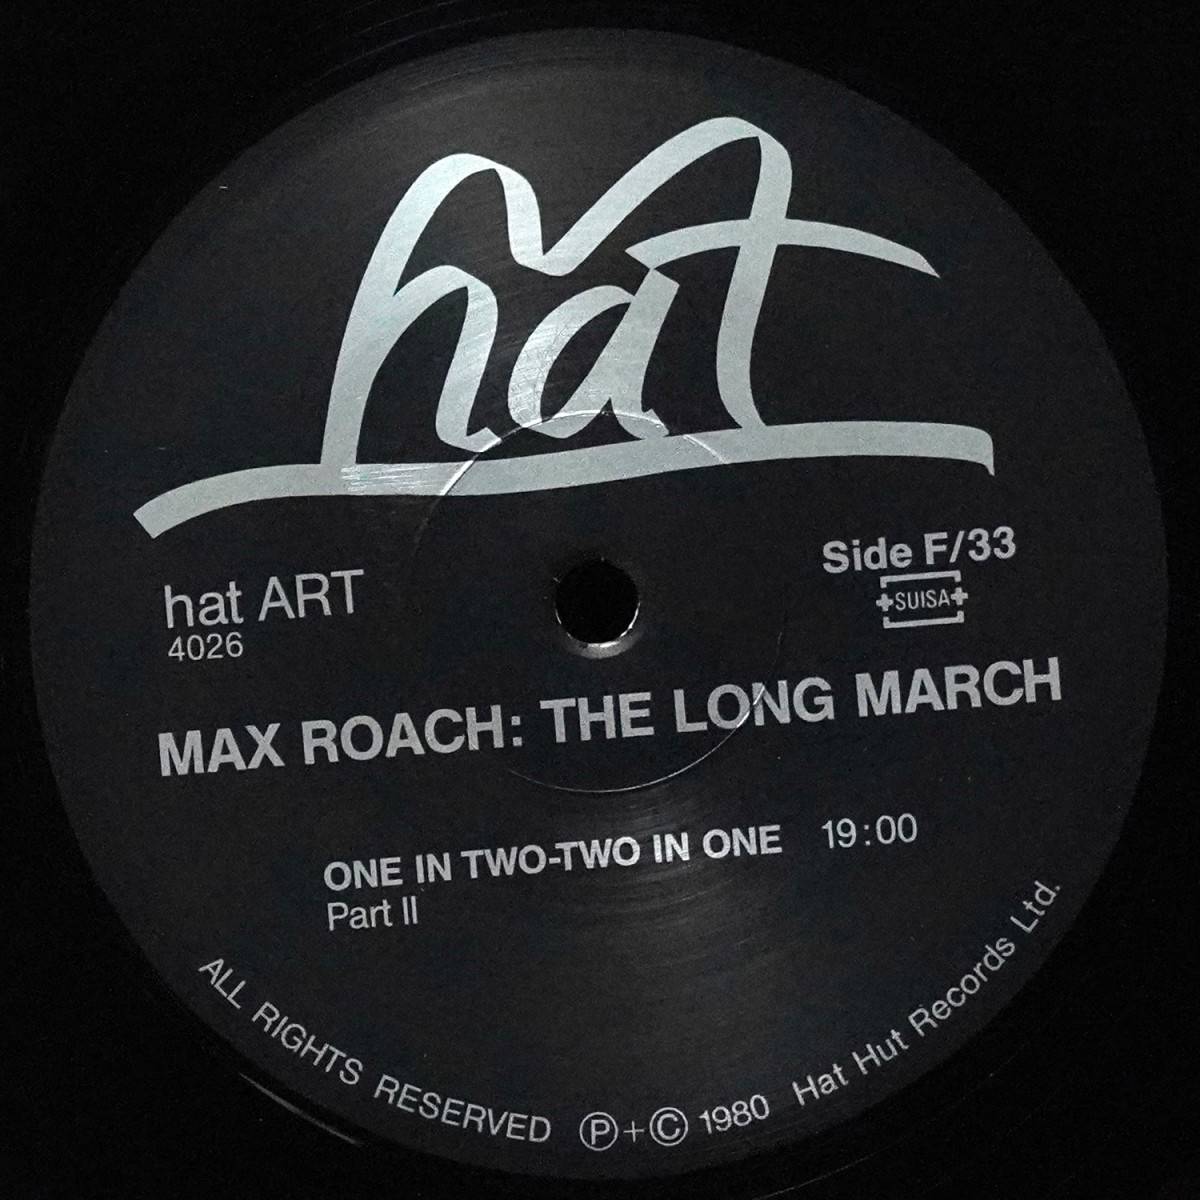 hat
Side F/33
SUISA
hat ART
4026
MAX ROACH: THE LONG MARCH
ONE IN TWO-TWO IN ONE 19:00
Part II
ALL RIGHTS RESERVED Ⓟ+© 1980 Hat Hut Records Ltd.